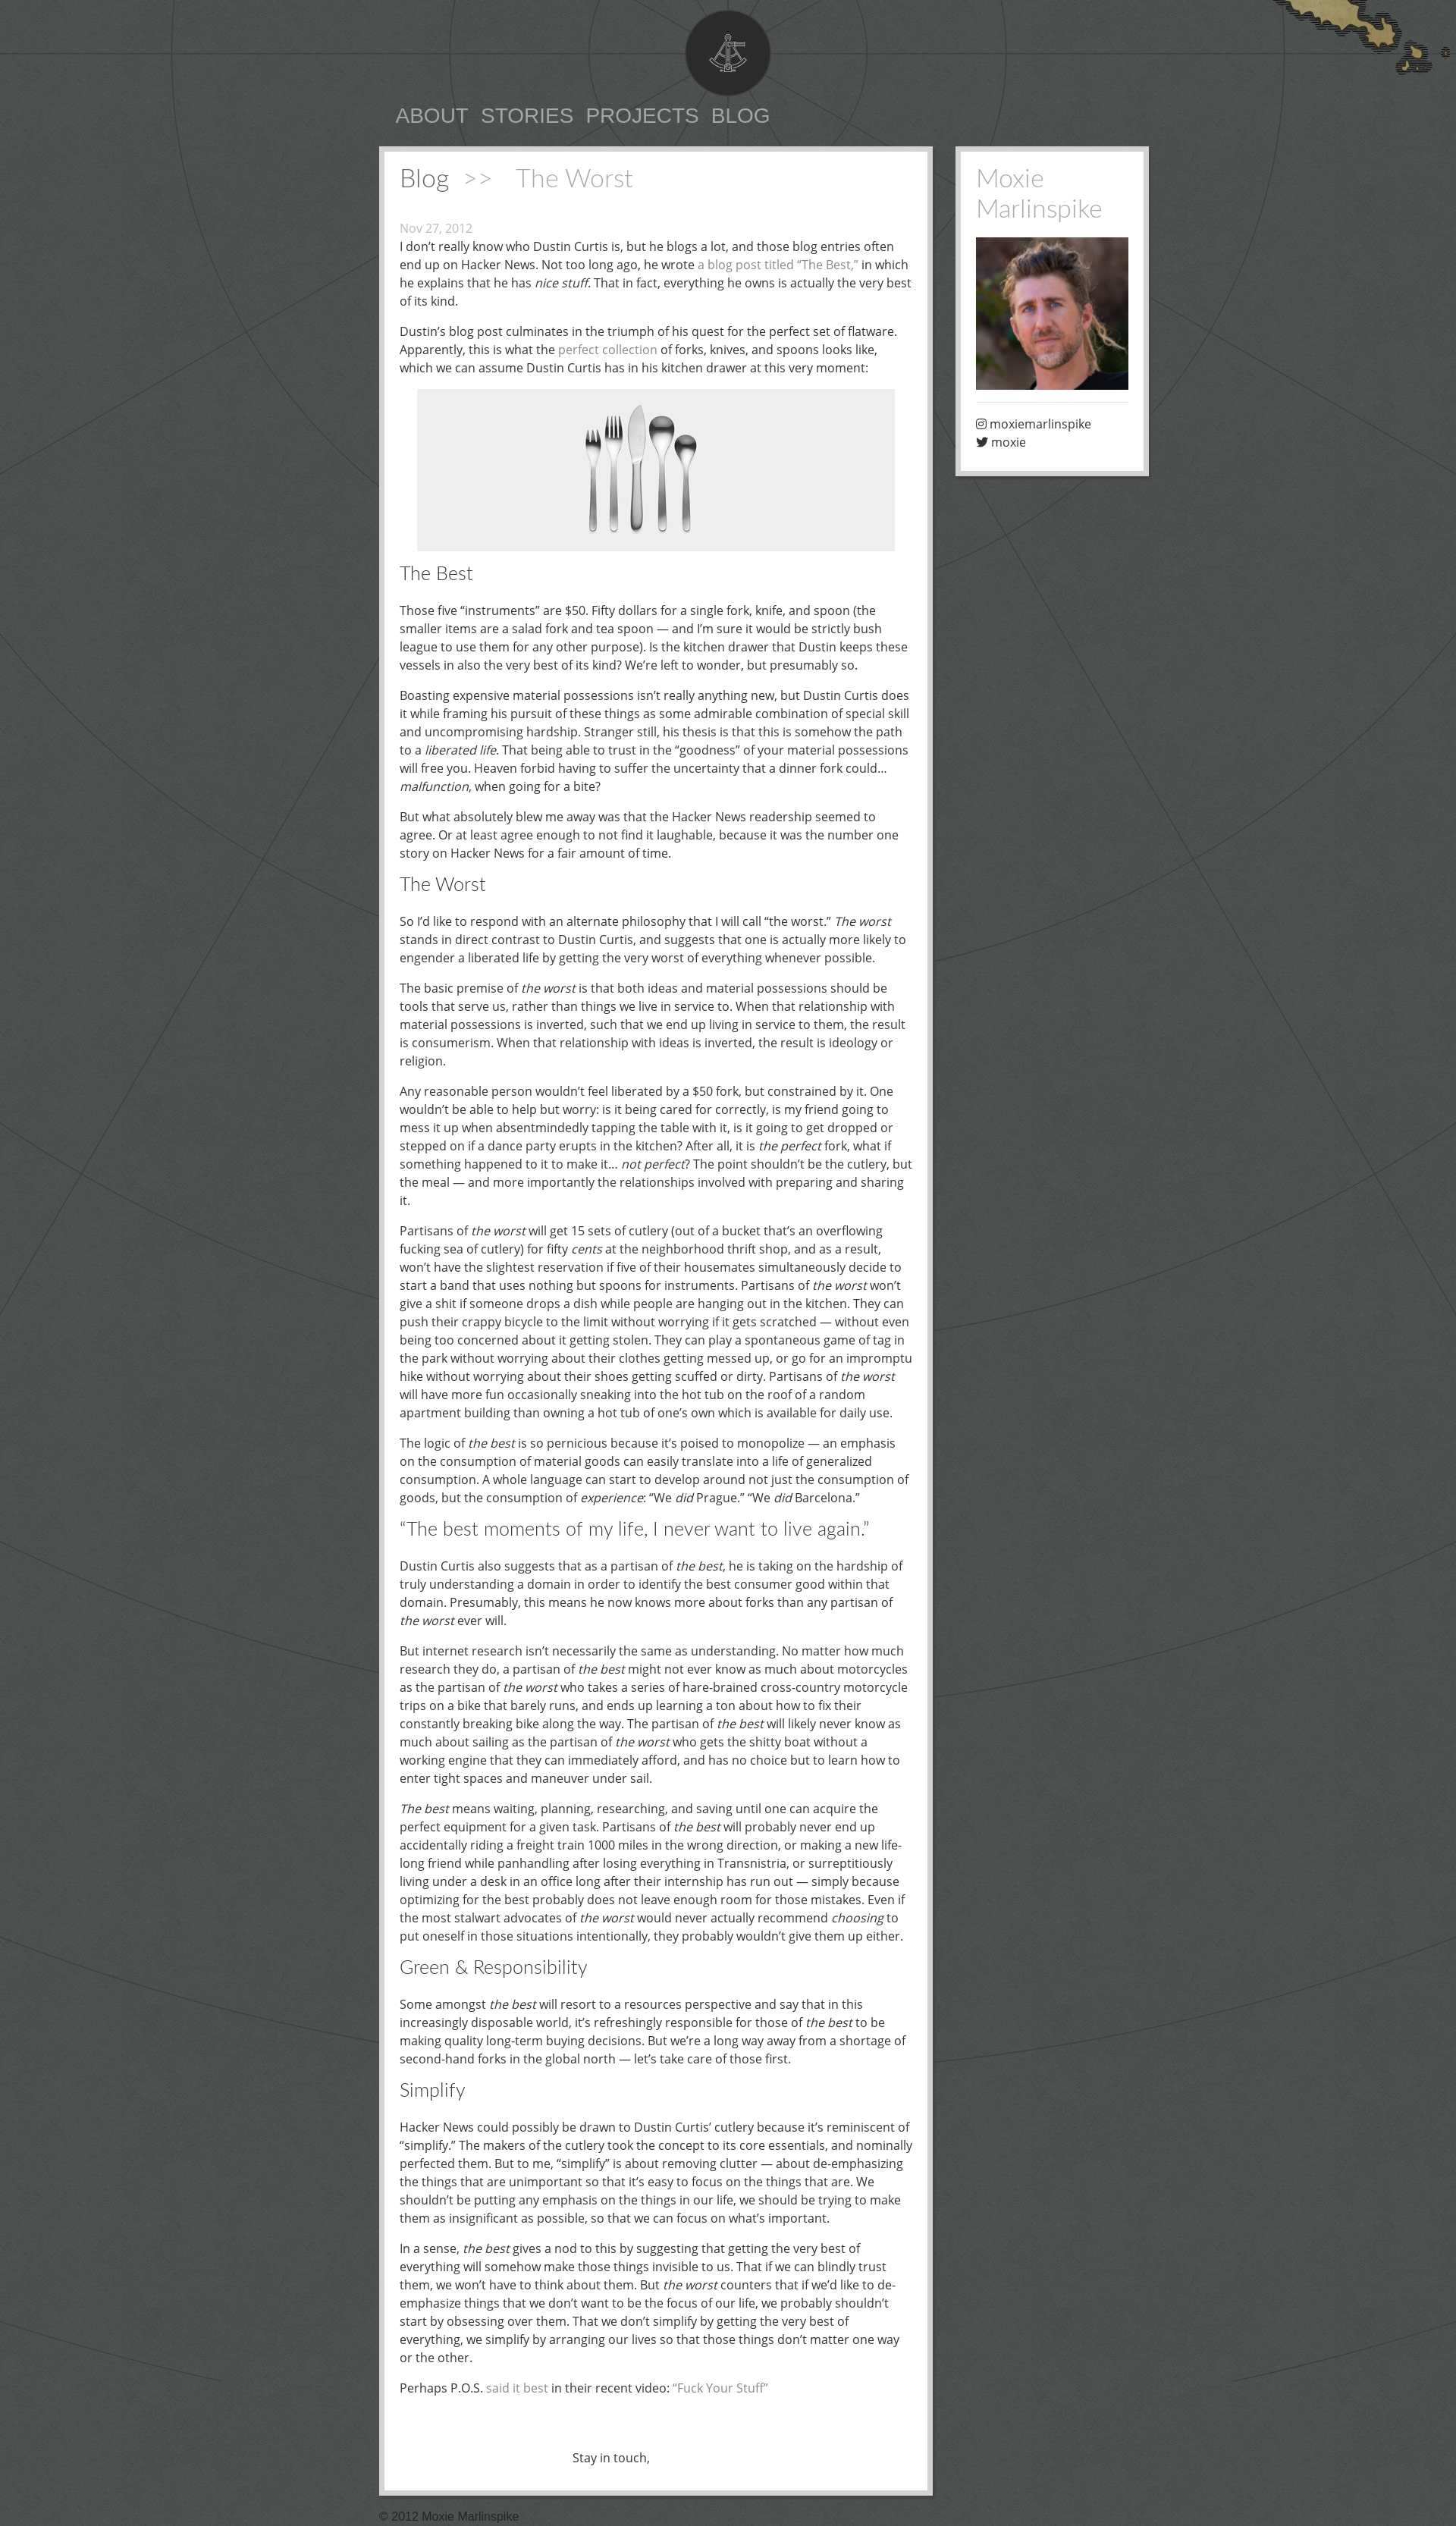 ABOUT STORIES PROJECTS BLOG
Blog >> The Worst
Nov 27, 2012
I don’t really know who Dustin Curtis is, but he blogs a lot, and those blog entries often
end up on Hacker News. Not too long ago, he wrote a blog post titled “The Best,” in which
he explains that he has nice stuff. That in fact, everything he owns is actually the very best
of its kind.
Dustin’s blog post culminates in the triumph of his quest for the perfect set of flatware.
Apparently, this is what the perfect collection of forks, knives, and spoons looks like,
which we can assume Dustin Curtis has in his kitchen drawer at this very moment:
The Best
Those five “instruments” are $50. Fifty dollars for a single fork, knife, and spoon (the
smaller items are a salad fork and tea spoon — and I’m sure it would be strictly bush
league to use them for any other purpose). Is the kitchen drawer that Dustin keeps these
vessels in also the very best of its kind? We’re left to wonder, but presumably so.
Boasting expensive material possessions isn’t really anything new, but Dustin Curtis does
it while framing his pursuit of these things as some admirable combination of special skill
and uncompromising hardship. Stranger still, his thesis is that this is somehow the path
to a liberated life. That being able to trust in the “goodness” of your material possessions
will free you. Heaven forbid having to suffer the uncertainty that a dinner fork could…
malfunction, when going for a bite?
But what absolutely blew me away was that the Hacker News readership seemed to
agree. Or at least agree enough to not find it laughable, because it was the number one
story on Hacker News for a fair amount of time.
The Worst
So I’d like to respond with an alternate philosophy that I will call “the worst.” The worst
stands in direct contrast to Dustin Curtis, and suggests that one is actually more likely to
engender a liberated life by getting the very worst of everything whenever possible.
The basic premise of the worst is that both ideas and material possessions should be
tools that serve us, rather than things we live in service to. When that relationship with
material possessions is inverted, such that we end up living in service to them, the result
is consumerism. When that relationship with ideas is inverted, the result is ideology or
religion.
Any reasonable person wouldn’t feel liberated by a $50 fork, but constrained by it. One
wouldn’t be able to help but worry: is it being cared for correctly, is my friend going to
mess it up when absentmindedly tapping the table with it, is it going to get dropped or
stepped on if a dance party erupts in the kitchen? After all, it is the perfect fork, what if
something happened to it to make it… not perfect? The point shouldn’t be the cutlery, but
the meal — and more importantly the relationships involved with preparing and sharing
it.
Partisans of the worst will get 15 sets of cutlery (out of a bucket that’s an overflowing
fucking sea of cutlery) for fifty cents at the neighborhood thrift shop, and as a result,
won’t have the slightest reservation if five of their housemates simultaneously decide to
start a band that uses nothing but spoons for instruments. Partisans of the worst won’t
give a shit if someone drops a dish while people are hanging out in the kitchen. They can
push their crappy bicycle to the limit without worrying if it gets scratched — without even
being too concerned about it getting stolen. They can play a spontaneous game of tag in
the park without worrying about their clothes getting messed up, or go for an impromptu
hike without worrying about their shoes getting scuffed or dirty. Partisans of the worst
will have more fun occasionally sneaking into the hot tub on the roof of a random
apartment building than owning a hot tub of one’s own which is available for daily use.
The logic of the best is so pernicious because it’s poised to monopolize — an emphasis
on the consumption of material goods can easily translate into a life of generalized
consumption. A whole language can start to develop around not just the consumption of
goods, but the consumption of experience: “We did Prague.” “We did Barcelona.”
“The best moments of my life, I never want to live again.”
Dustin Curtis also suggests that as a partisan of the best, he is taking on the hardship of
truly understanding a domain in order to identify the best consumer good within that
domain. Presumably, this means he now knows more about forks than any partisan of
the worst ever will.
But internet research isn’t necessarily the same as understanding. No matter how much
research they do, a partisan of the best might not ever know as much about motorcycles
as the partisan of the worst who takes a series of hare-brained cross-country motorcycle
trips on a bike that barely runs, and ends up learning a ton about how to fix their
constantly breaking bike along the way. The partisan of the best will likely never know as
much about sailing as the partisan of the worst who gets the shitty boat without a
working engine that they can immediately afford, and has no choice but to learn how to
enter tight spaces and maneuver under sail.
The best means waiting, planning, researching, and saving until one can acquire the
perfect equipment for a given task. Partisans of the best will probably never end up
accidentally riding a freight train 1000 miles in the wrong direction, or making a new life-
long friend while panhandling after losing everything in Transnistria, or surreptitiously
living under a desk in an office long after their internship has run out — simply because
optimizing for the best probably does not leave enough room for those mistakes. Even if
the most stalwart advocates of the worst would never actually recommend choosing to
put oneself in those situations intentionally, they probably wouldn’t give them up either.
Green & Responsibility
Some amongst the best will resort to a resources perspective and say that in this
increasingly disposable world, it’s refreshingly responsible for those of the best to be
making quality long-term buying decisions. But we’re a long way away from a shortage of
second-hand forks in the global north — let’s take care of those first.
Simplify
Hacker News could possibly be drawn to Dustin Curtis’ cutlery because it’s reminiscent of
“simplify.” The makers of the cutlery took the concept to its core essentials, and nominally
perfected them. But to me, “simplify” is about removing clutter — about de-emphasizing
the things that are unimportant so that it’s easy to focus on the things that are. We
shouldn’t be putting any emphasis on the things in our life, we should be trying to make
them as insignificant as possible, so that we can focus on what’s important.
In a sense, the best gives a nod to this by suggesting that getting the very best of
everything will somehow make those things invisible to us. That if we can blindly trust
them, we won’t have to think about them. But the worst counters that if we’d like to de-
emphasize things that we don’t want to be the focus of our life, we probably shouldn’t
start by obsessing over them. That we don’t simplify by getting the very best of
everything, we simplify by arranging our lives so that those things don’t matter one way
or the other.
Perhaps P.O.S. said it best in their recent video: “Fuck Your Stuff”
Stay in touch,
Moxie
Marlinspike
moxiemarlinspike
moxie
© 2012 Moxie Marlinspike